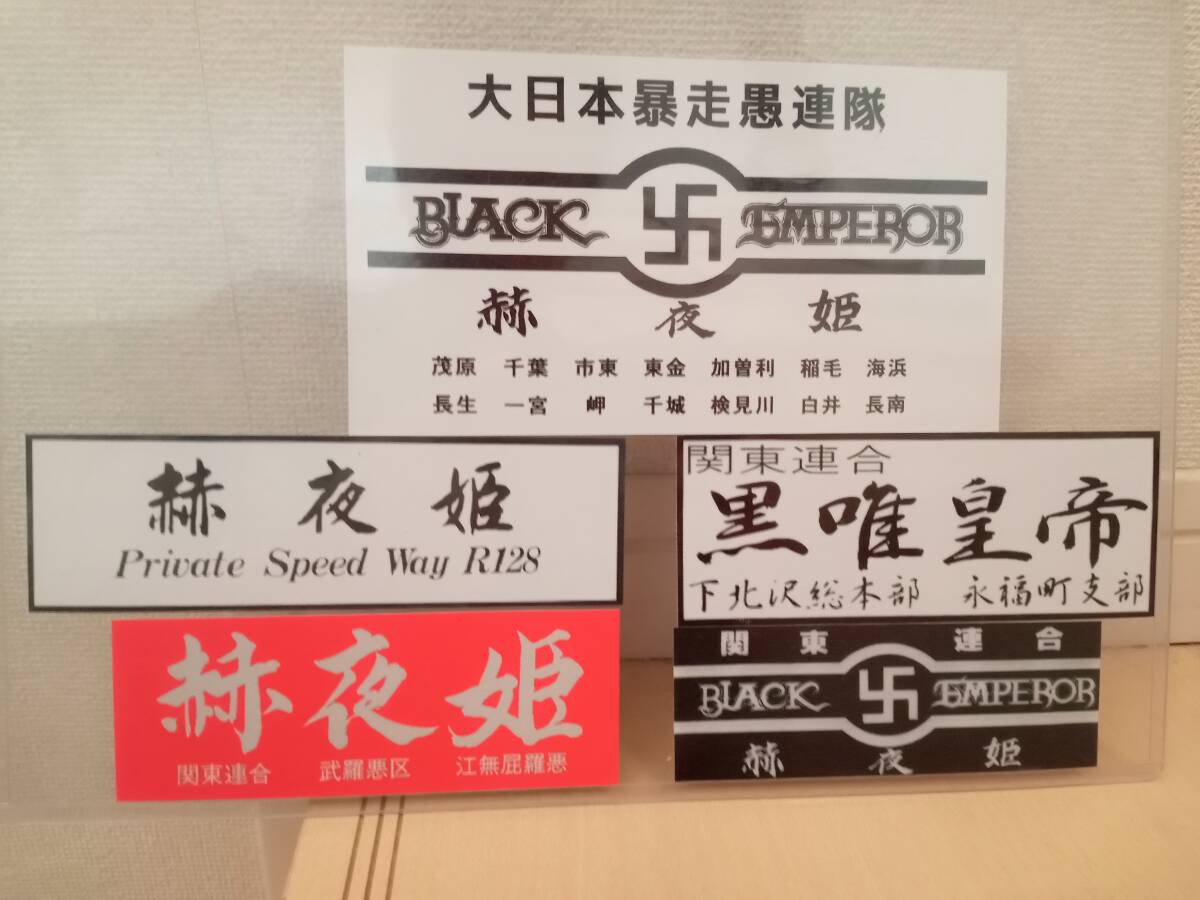 大日本暴走愚連隊
BLACK 卐 EMPEROR
赫夜姫
茂原 千葉 市東 東金 加曽利 稲毛 海浜
長生 一宮 岬 千城 検見川 白井 長南
赫夜姫
Private Speed Way R128
関東連合
黒唯皇帝
下北沢総本部 永福町支部
赫夜姫
関東連合 武羅悪区 江無屁羅悪
関東連合
BLACK 卐 EMPEROR
赫夜姫